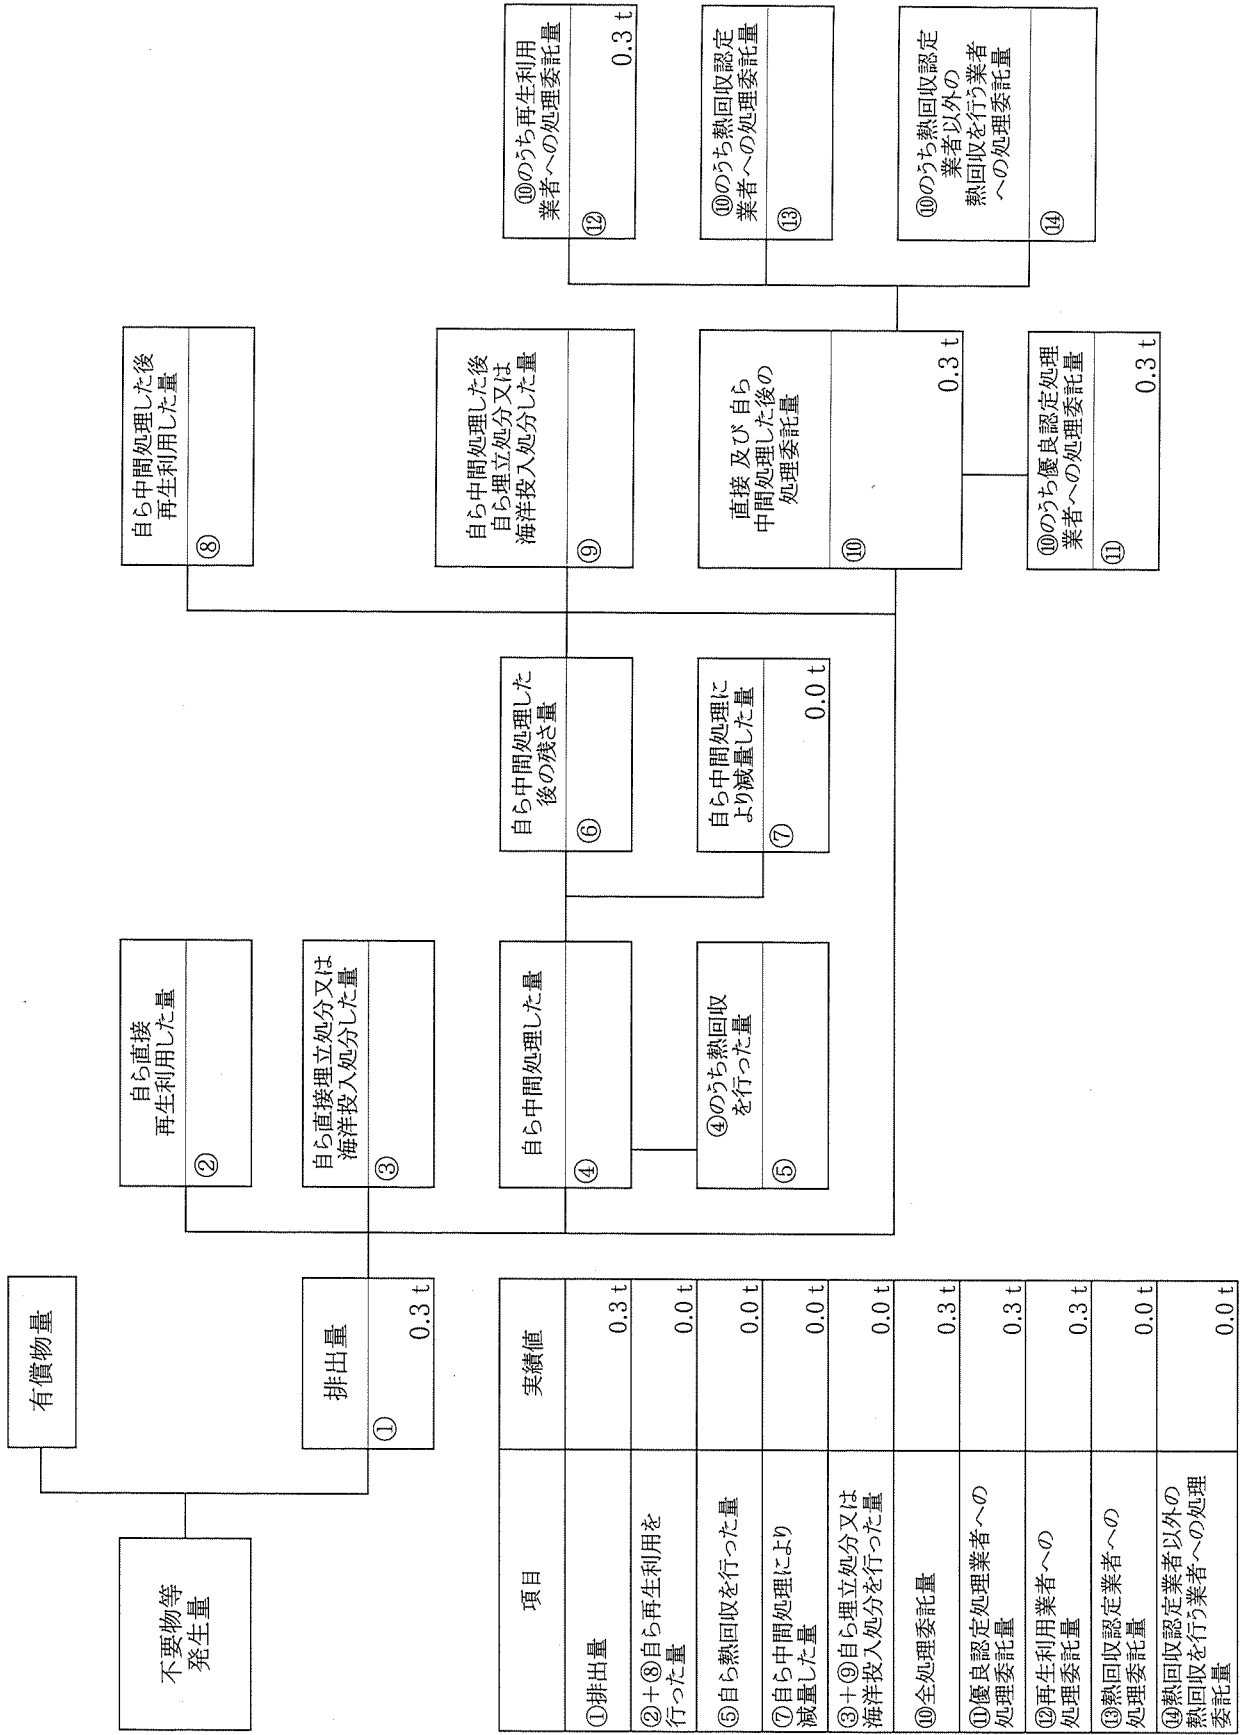 不要物等
発生量
有償物量
排出量
①
0.3 t
自ら直接
再生利用した量
②
自ら直接埋立処分又は
海洋投入処分した量
③
自ら中間処理した量
④
④のうち熱回収
を行った量
⑤
自ら中間処理した
後の残さ量
⑥
自ら中間処理に
より減量した量
⑦
0.0 t
自ら中間処理した後
再生利用した量
⑧
自ら中間処理した後
自ら埋立処分又は
海洋投入処分した量
⑨
直接 及び 自ら
中間処理した後の
処理委託量
⑩
0.3 t
⑩のうち優良認定処理
業者への処理委託量
⑪
0.3 t
⑩のうち再生利用
業者への処理委託量
⑫
0.3 t
⑩のうち熱回収認定
業者への処理委託量
⑬
⑩のうち熱回収認定
業者以外の
熱回収を行う業者
への処理委託量
⑭
項目 実績値
①排出量 0.3 t
②+⑧自ら再生利用を
行った量 0.0 t
⑤自ら熱回収を行った量 0.0 t
⑦自ら中間処理により
減量した量 0.0 t
③+⑨自ら埋立処分又は
海洋投入処分を行った量 0.0 t
⑩全処理委託量 0.3 t
⑪優良認定処理業者への
処理委託量 0.3 t
⑫再生利用業者への
処理委託量 0.3 t
⑬熱回収認定業者への
処理委託量 0.0 t
⑭熱回収認定業者以外の
熱回収を行う業者への処理
委託量 0.0 t